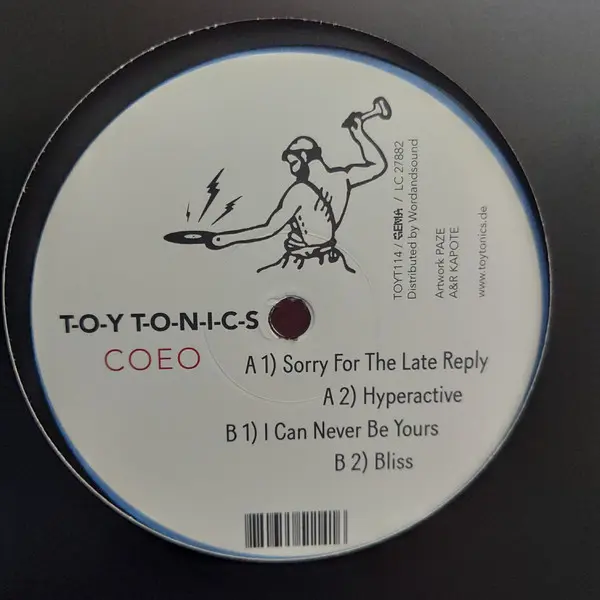 T-O-Y T-O-N-I-C-S
COEO
A 1) Sorry For The Late Reply
A 2) Hyperactive
B 1) I Can Never Be Yours
B 2) Bliss
TOYT114 / GEMA / LC 27882
Distributed by Wordandsound
Artwork PAZE
A&R KAPOTE
www.toytonics.de